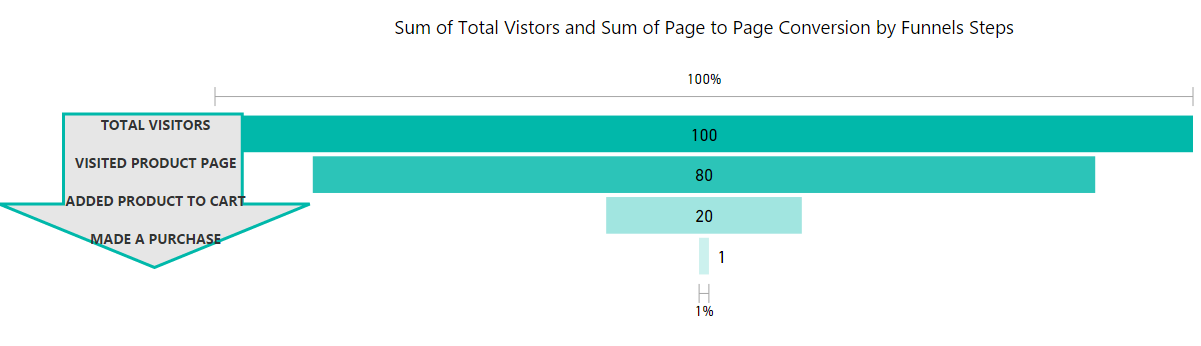 Sum of Total Vistors and Sum of Page to Page Conversion by Funnels Steps
100%
TOTAL VISITORS
100
VISITED PRODUCT PAGE
80
ADDED PRODUCT TO CART
20
MADE A PURCHASE
1
1%